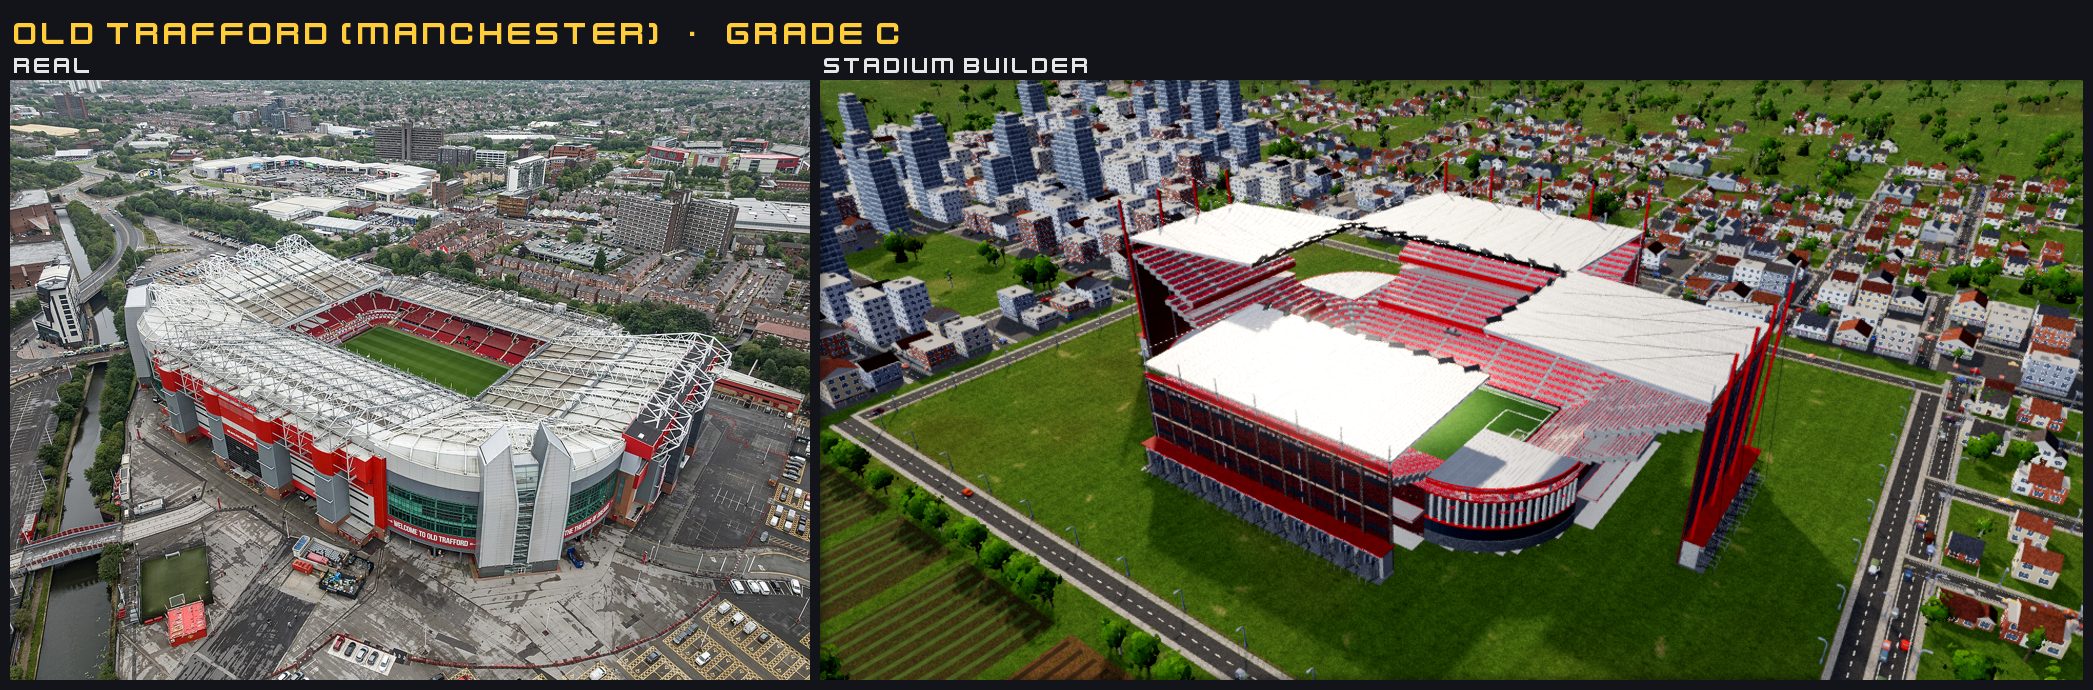 OLD TRAFFORD (MANCHESTER) · GRADE C
REAL
STADIUM BUILDER
WELCOME TO OLD TRAFFORD